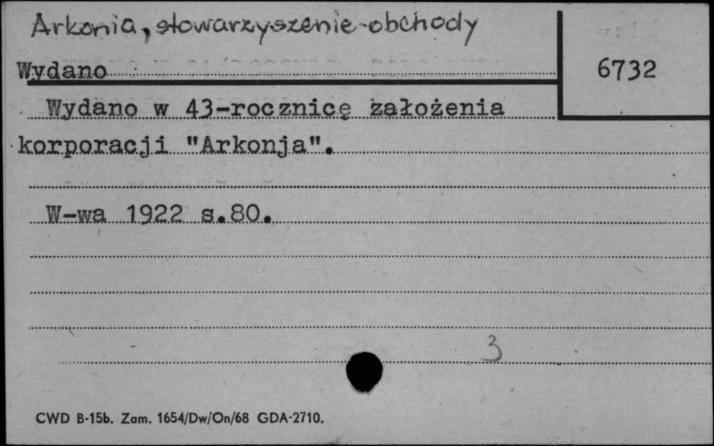 Arkonia, stowarzyszenie-obchody
Wydano
6732
Wydano w 43-rocznicę założenia
korporacji "Arkonja".
W-wa 1922 s.80.
3
CWD B-15b. Zam. 1654/Dw/On/68 GDA-2710.